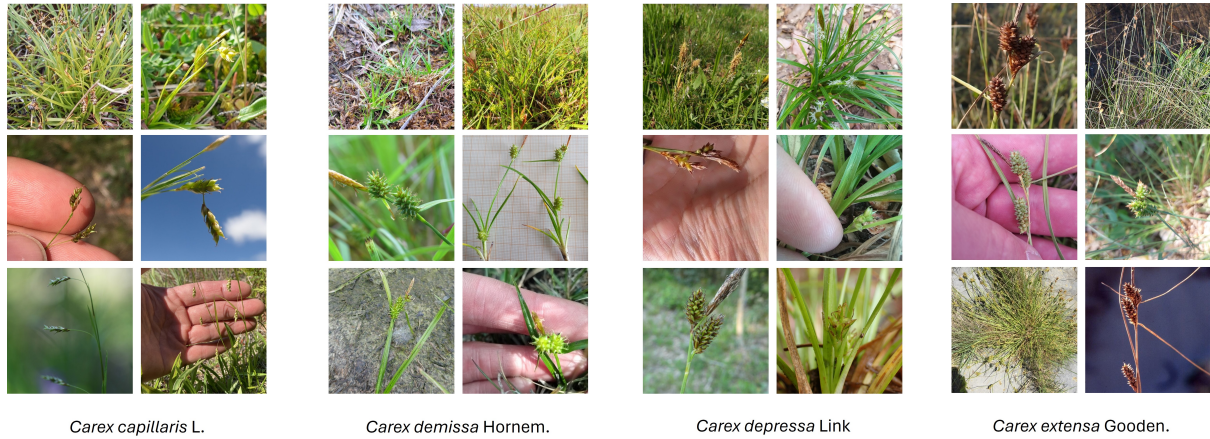 Carex capillaris L.
Carex demissa Hornem.
Carex depressa Link
Carex extensa Gooden.